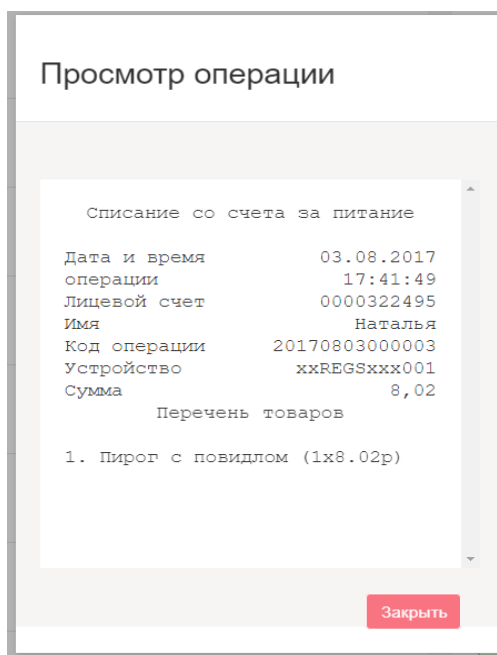 Просмотр операции
Списание со счета за питание
Дата и время 03.08.2017
операции 17:41:49
Лицевой счет 0000322495
Имя Наталья
Код операции 20170803000003
Устройство xxREGSxxx001
Сумма 8,02
Перечень товаров
1. Пирог с повидлом (1x8.02р)
Закрыть